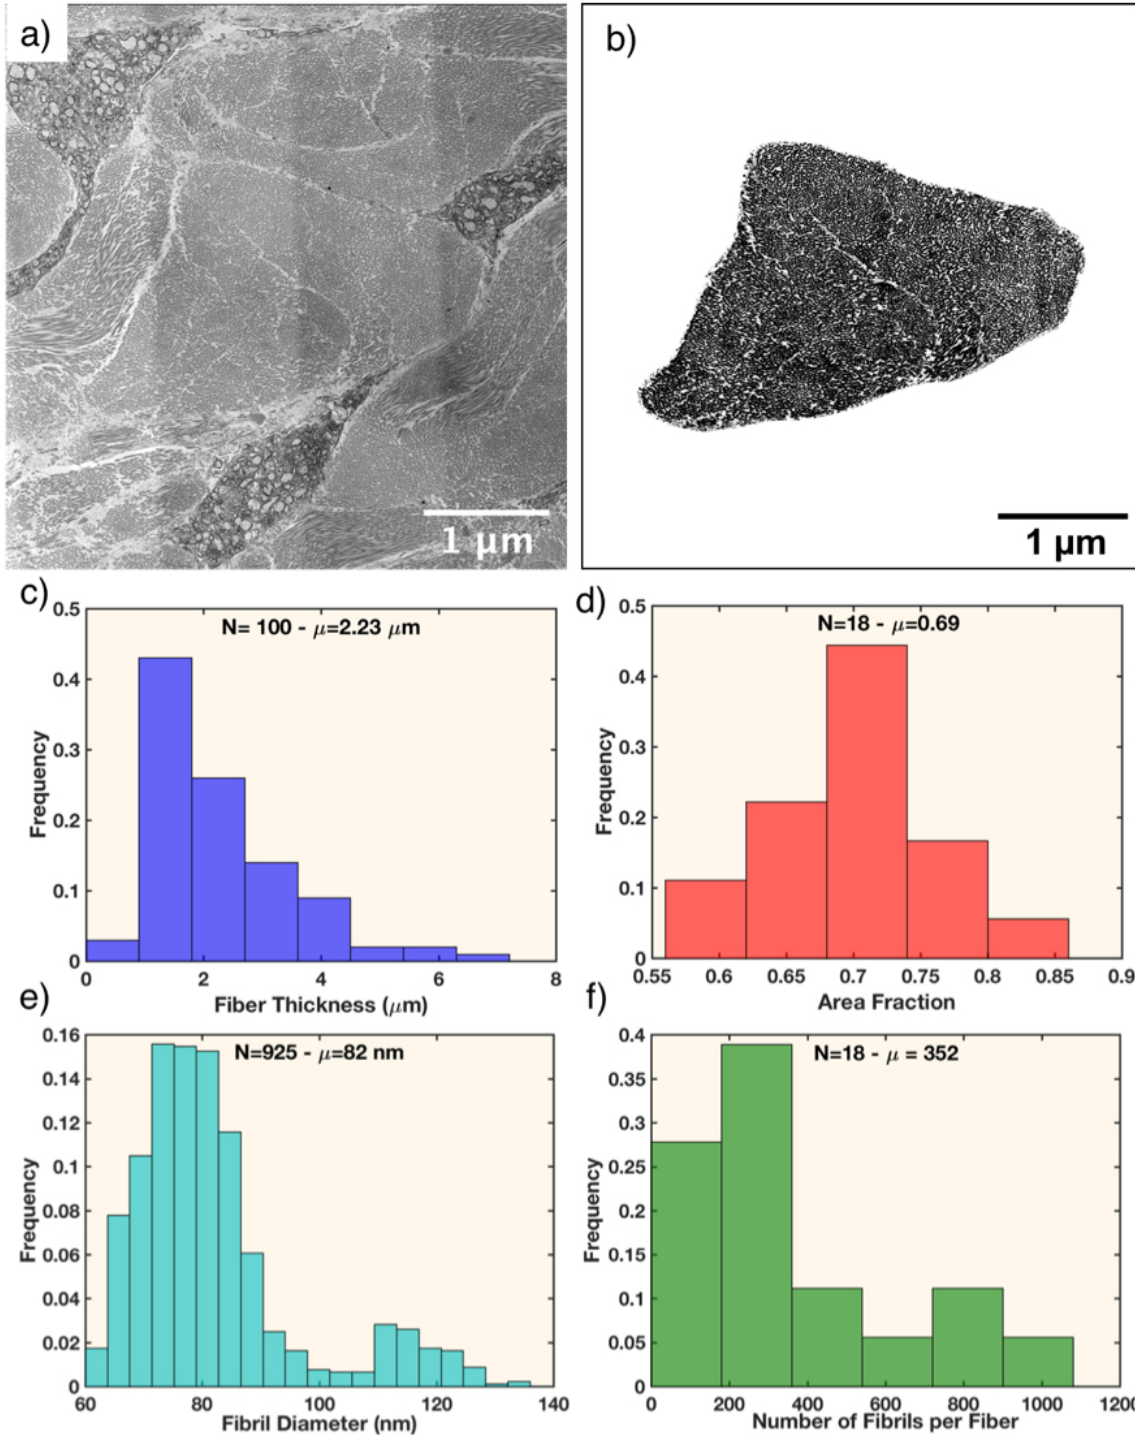 a)
1 μm
b)
1 μm
c)
N= 100 - μ=2.23 μm
Frequency
0.5
0.4
0.3
0.2
0.1
0
0 2 4 6 8
Fiber Thickness (μm)
d)
N=18 - μ=0.69
Frequency
0.5
0.4
0.3
0.2
0.1
0
0.55 0.6 0.65 0.7 0.75 0.8 0.85 0.9
Area Fraction
e)
N=925 - μ=82 nm
Frequency
0.16
0.14
0.12
0.1
0.08
0.06
0.04
0.02
0
60 80 100 120 140
Fibril Diameter (nm)
f)
N=18 - μ = 352
Frequency
0.4
0.35
0.3
0.25
0.2
0.15
0.1
0.05
0
0 200 400 600 800 1000 1200
Number of Fibrils per Fiber